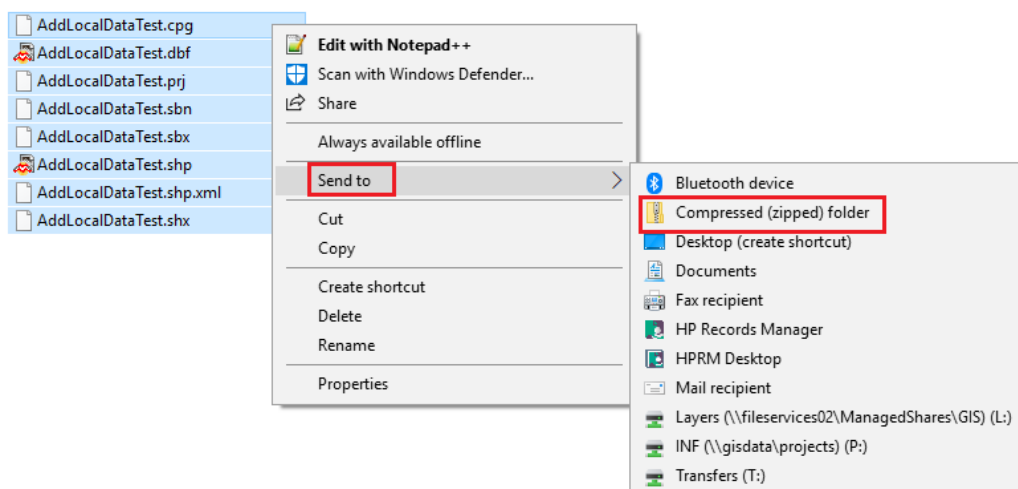 AddLocalDataTest.cpg
AddLocalDataTest.dbf
AddLocalDataTest.prj
AddLocalDataTest.sbn
AddLocalDataTest.sbx
AddLocalDataTest.shp
AddLocalDataTest.shp.xml
AddLocalDataTest.shx
Edit with Notepad++
Scan with Windows Defender...
Share
Always available offline
Send to
Cut
Copy
Create shortcut
Delete
Rename
Properties
Bluetooth device
Compressed (zipped) folder
Desktop (create shortcut)
Documents
Fax recipient
HP Records Manager
HPRM Desktop
Mail recipient
Layers (\\fileservices02\ManagedShares\GIS) (L:)
INF (\\gisdata\projects) (P:)
Transfers (T:)